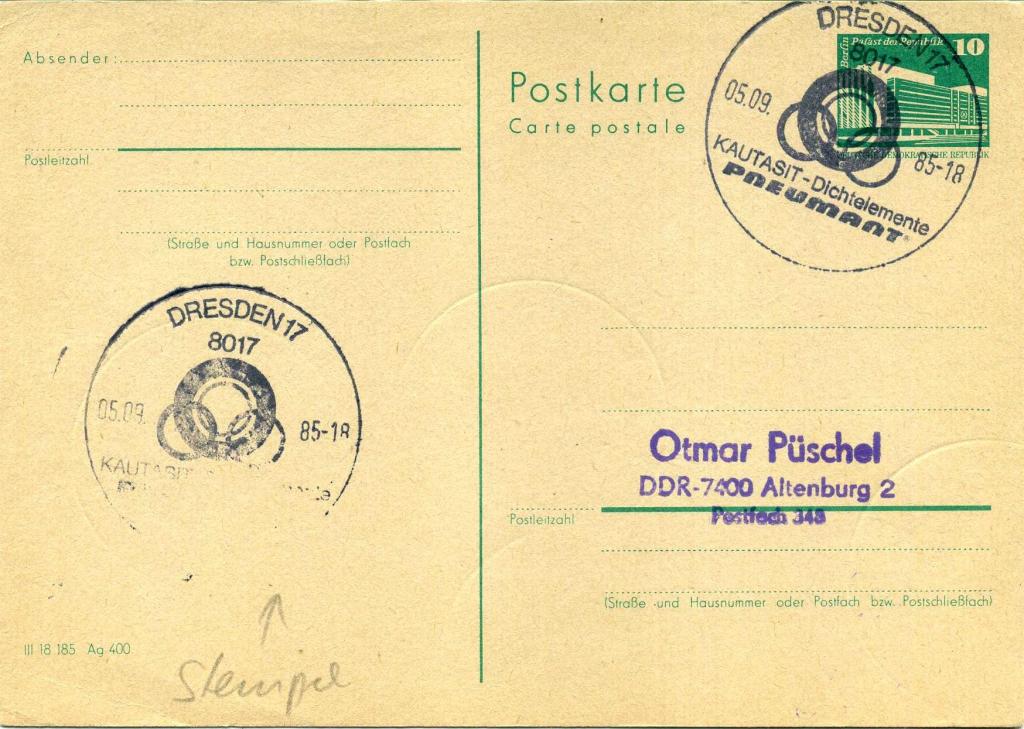 Absender:
Postleitzahl
(Straße und Hausnummer oder Postfach
bzw. Postschließfach)
DRESDEN 17
8017
05.09.
85-18
KAUTASIT
III 18 185 Ag 400
Stempel
Postkarte
Carte postale
Berlin
Palast der Republik
10
DEUTSCHE DEMOKRATISCHE REPUBLIK
DRESDEN 17
8017
05.09.
85-18
KAUTASIT-Dichtelemente
PNEUMANT
Otmar Püschel
DDR-7400 Altenburg 2
Postfach 348
Postleitzahl
(Straße und Hausnummer oder Postfach bzw. Postschließfach)